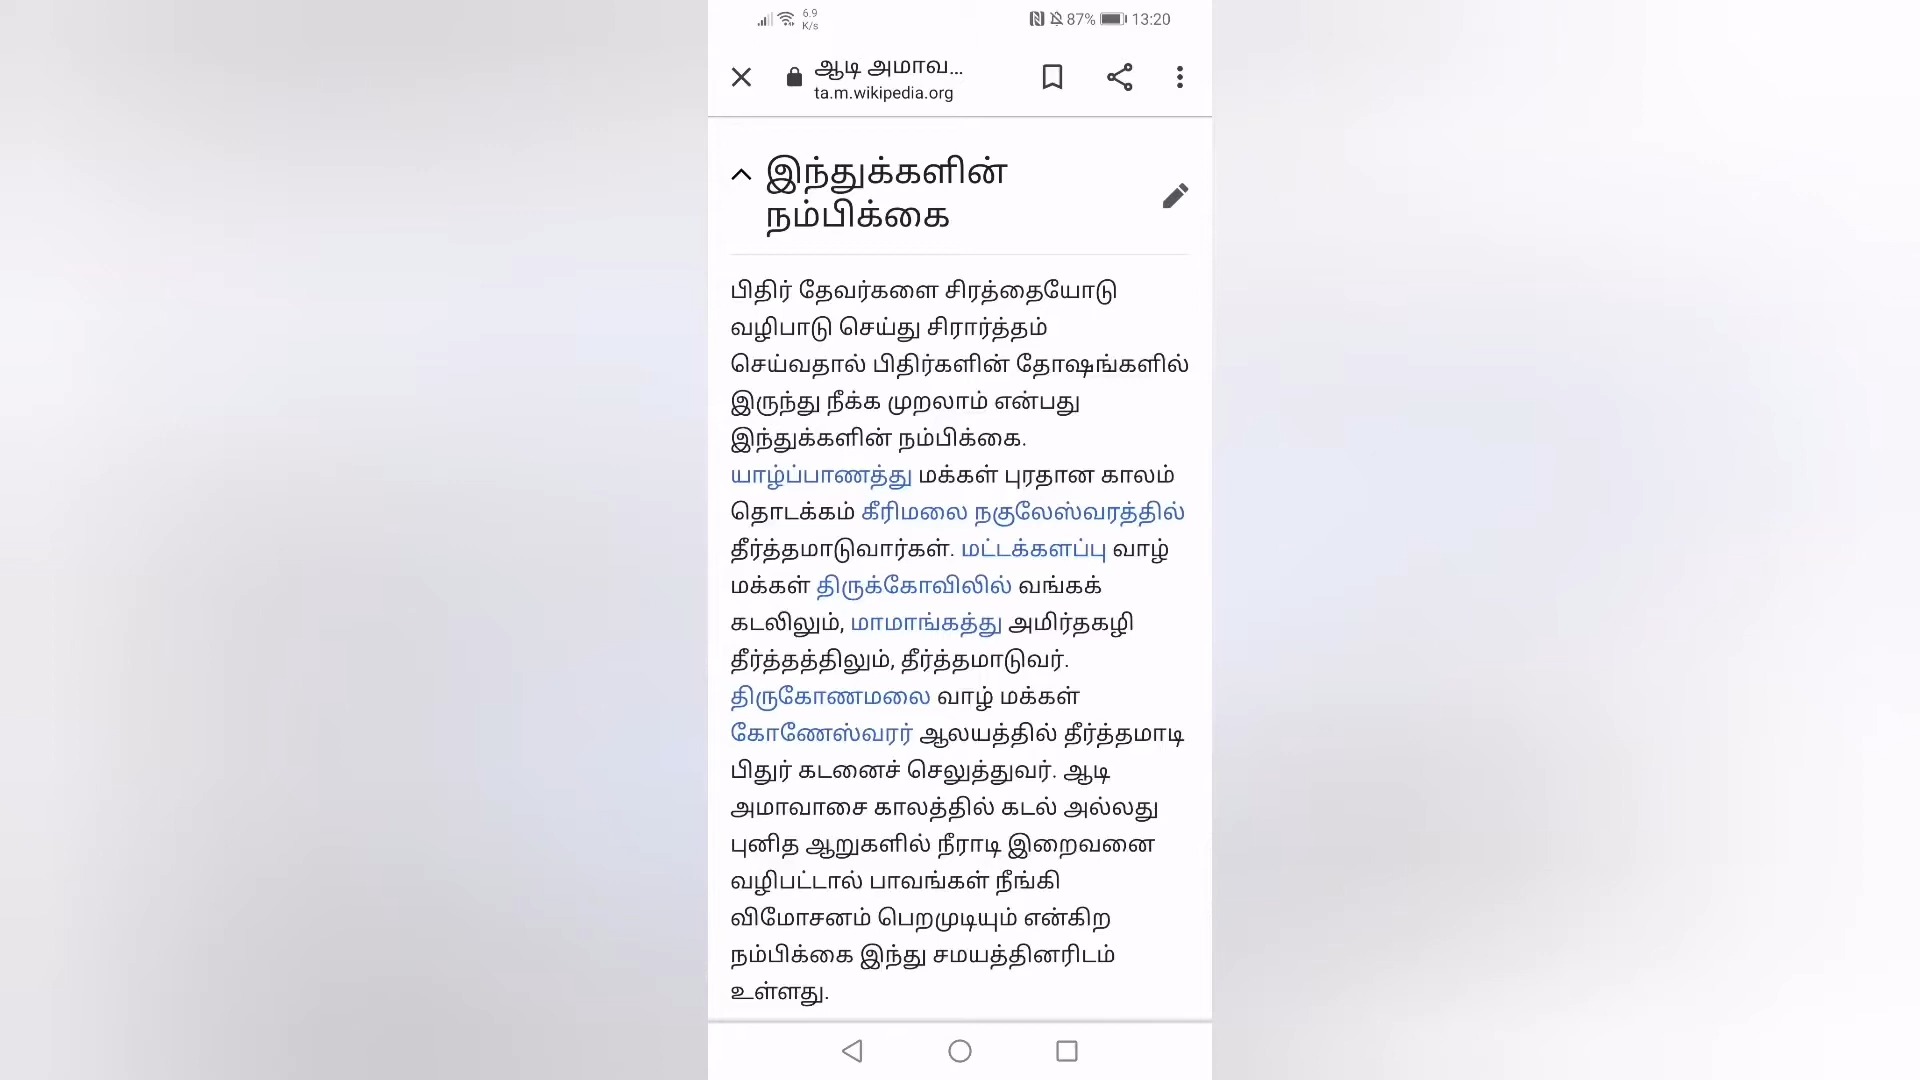 6.9
K/s
87%
13:20
ஆடி அமாவ...
ta.m.wikipedia.org
இந்துக்களின்
நம்பிக்கை
பிதிர் தேவர்களை சிரத்தையோடு
வழிபாடு செய்து சிரார்த்தம்
செய்வதால் பிதிர்களின் தோஷங்களில்
இருந்து நீக்க முறலாம் என்பது
இந்துக்களின் நம்பிக்கை.
யாழ்ப்பாணத்து மக்கள் புரதான காலம்
தொடக்கம் கீரிமலை நகுலேஸ்வரத்தில்
தீர்த்தமாடுவார்கள். மட்டக்களப்பு வாழ்
மக்கள் திருக்கோவிலில் வங்கக்
கடலிலும், மாமாங்கத்து அமிர்தகழி
தீர்த்தத்திலும், தீர்த்தமாடுவர்.
திருகோணமலை வாழ் மக்கள்
கோணேஸ்வரர் ஆலயத்தில் தீர்த்தமாடி
பிதுர் கடனைச் செலுத்துவர். ஆடி
அமாவாசை காலத்தில் கடல் அல்லது
புனித ஆறுகளில் நீராடி இறைவனை
வழிபட்டால் பாவங்கள் நீங்கி
விமோசனம் பெறமுடியும் என்கிற
நம்பிக்கை இந்து சமயத்தினரிடம்
உள்ளது.